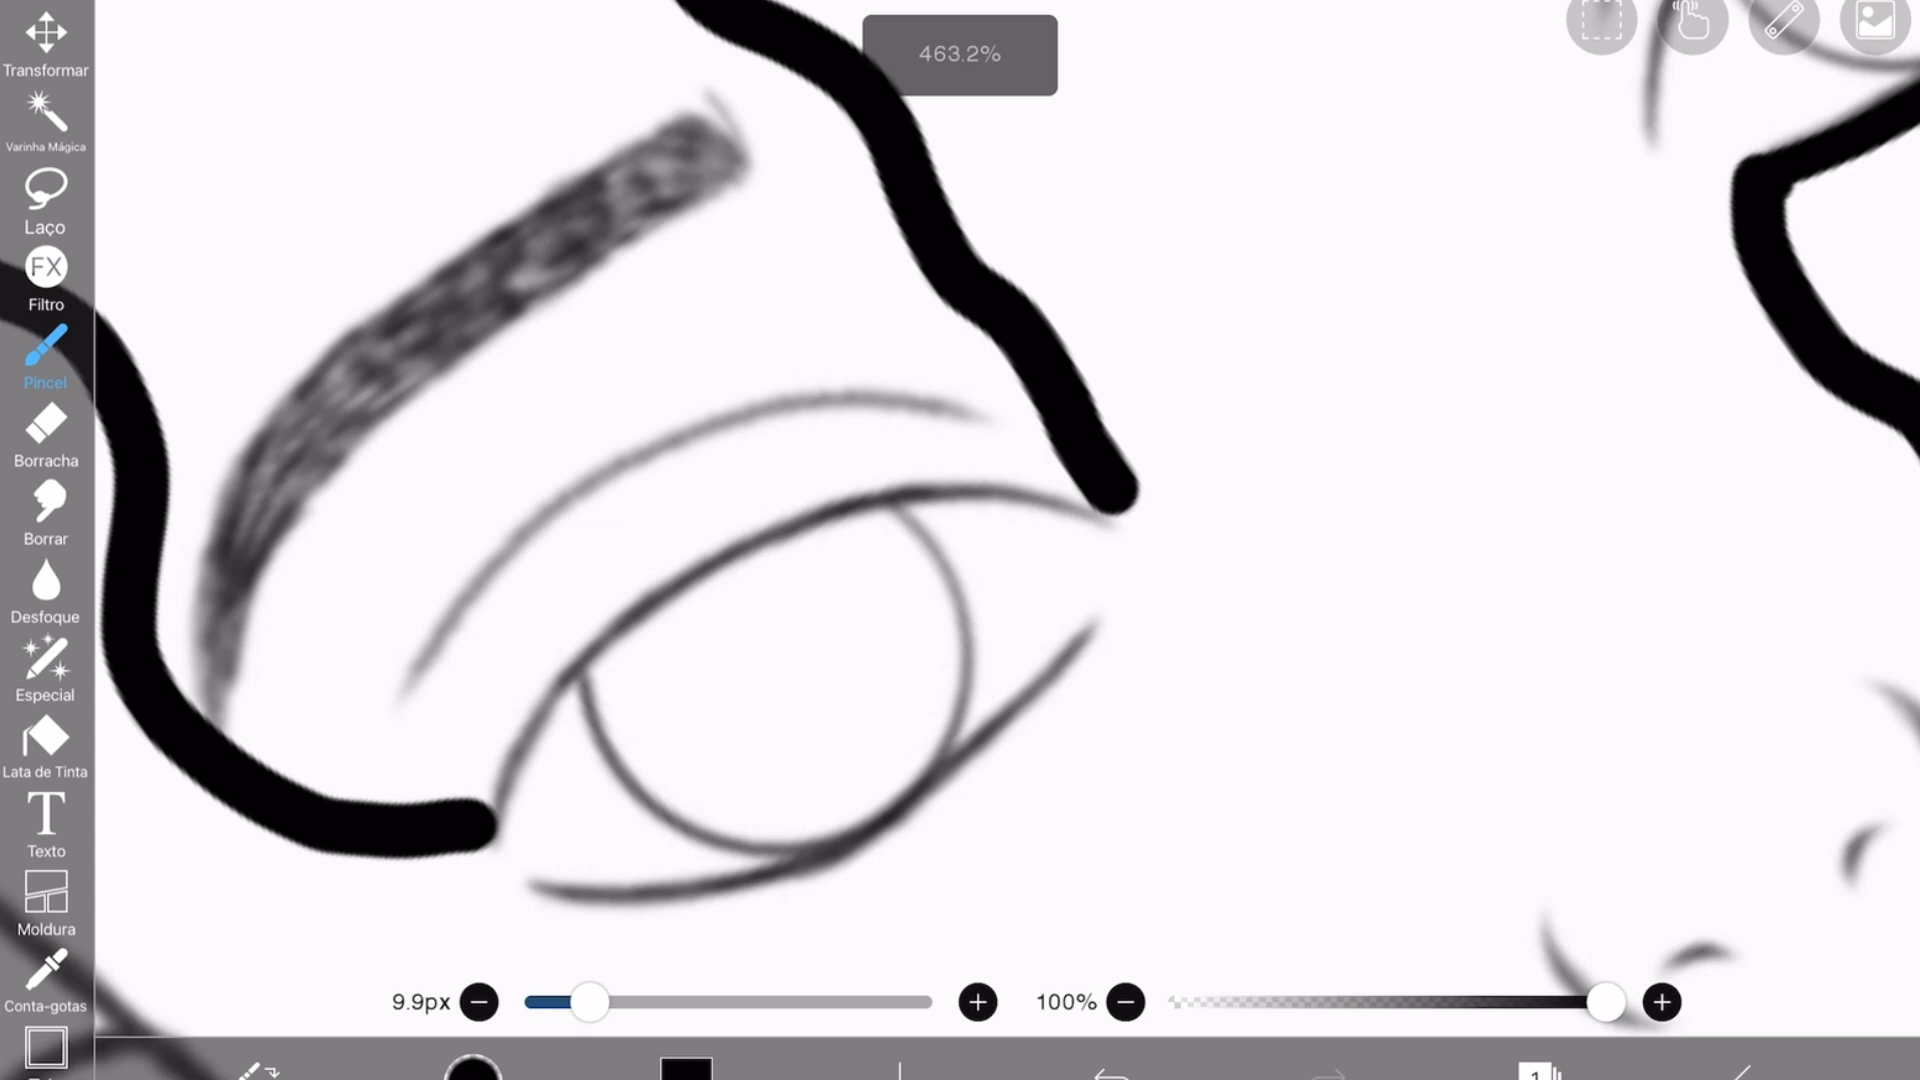 463.2%
Transformar
Varinha Mágica
Laço
FX
Filtro
Pincel
Borracha
Borrar
Desfoque
Especial
Lata de Tinta
T
Texto
Moldura
Conta-gotas
9.9px
100%
1